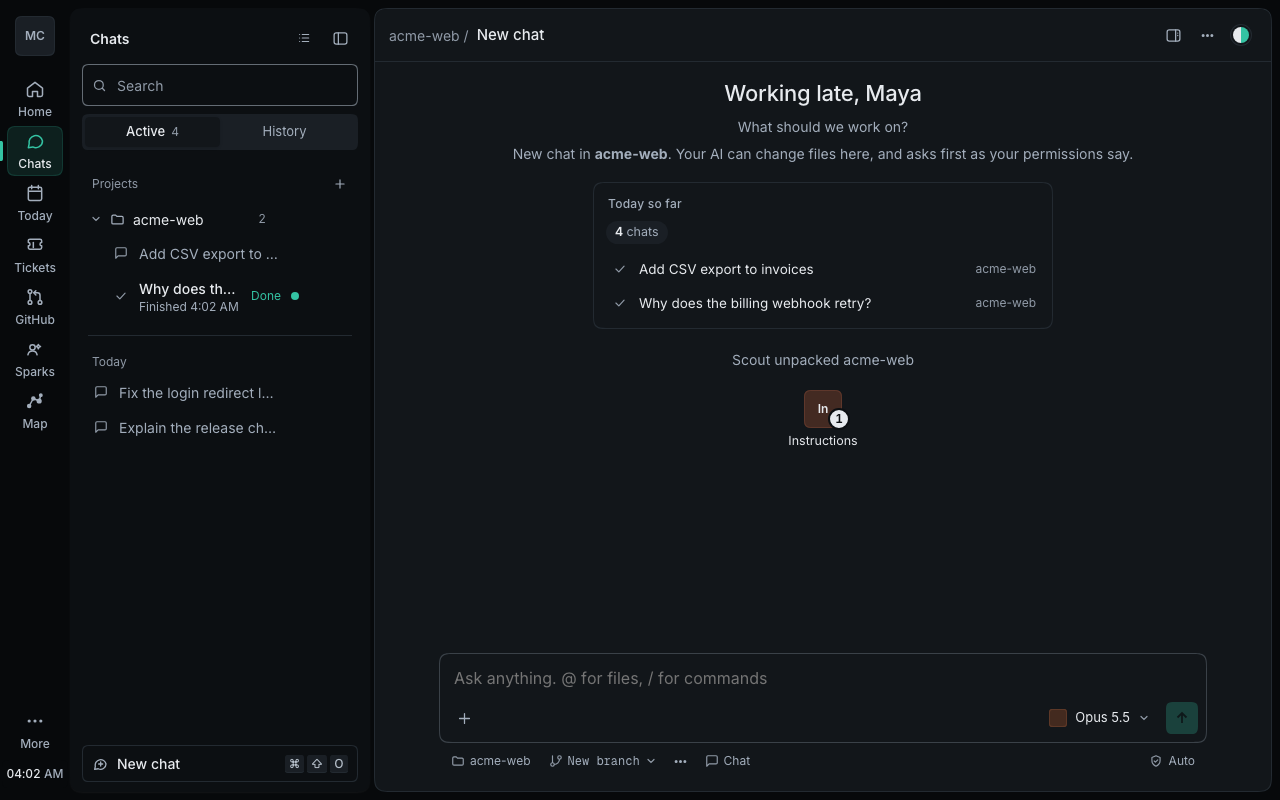 MC
Home
Chats
Today
Tickets
GitHub
Sparks
Map
More
04:02 AM
Chats
Search
Active 4
History
Projects
acme-web 2
Add CSV export to ...
Why does th...
Finished 4:02 AM
Done
Today
Fix the login redirect l...
Explain the release ch...
New chat ⌘ ⇧ O
acme-web / New chat
Working late, Maya
What should we work on?
New chat in acme-web. Your AI can change files here, and asks first as your permissions say.
Today so far
4 chats
Add CSV export to invoices acme-web
Why does the billing webhook retry? acme-web
Scout unpacked acme-web
In
1
Instructions
Ask anything. @ for files, / for commands
Opus 5.5
acme-web
New branch
Chat
Auto